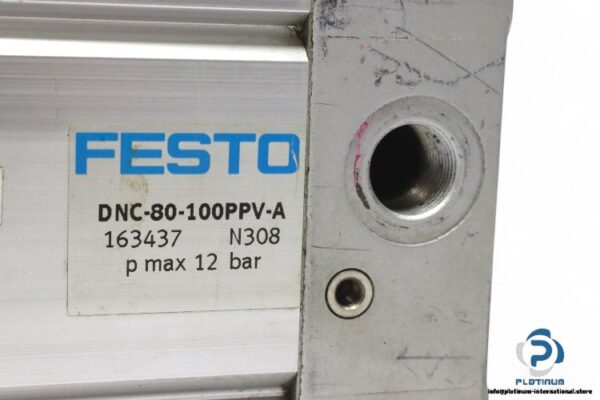 FESTO
DNC-80-100PPV-A
163437 N308
p max 12 bar
PLATINUM
info@platinum-international.store